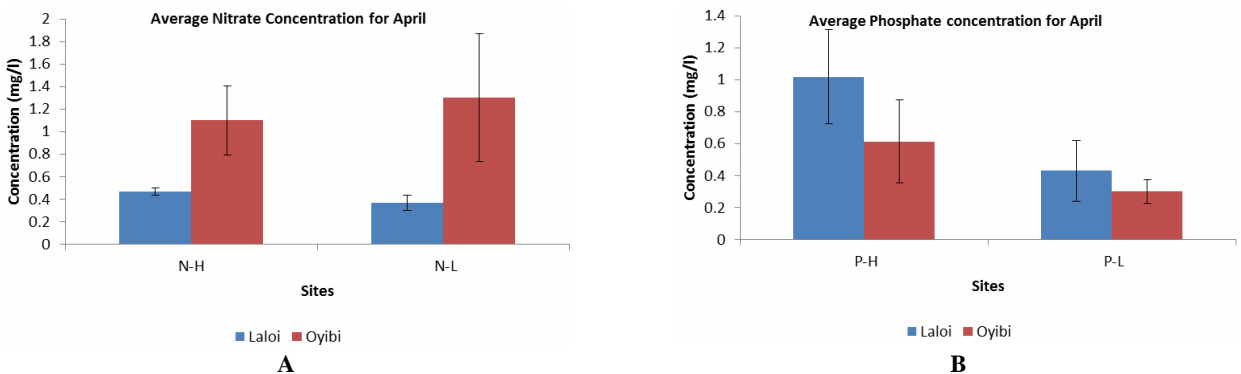 Average Nitrate Concentration for April
Concentration (mg/l)
2
1.8
1.6
1.4
1.2
1
0.8
0.6
0.4
0.2
0
N-H N-L
Sites
Laloi Oyibi
A
Average Phosphate concentration for April
Concentration (mg/l)
1.4
1.2
1
0.8
0.6
0.4
0.2
0
P-H P-L
Sites
Laloi Oyibi
B